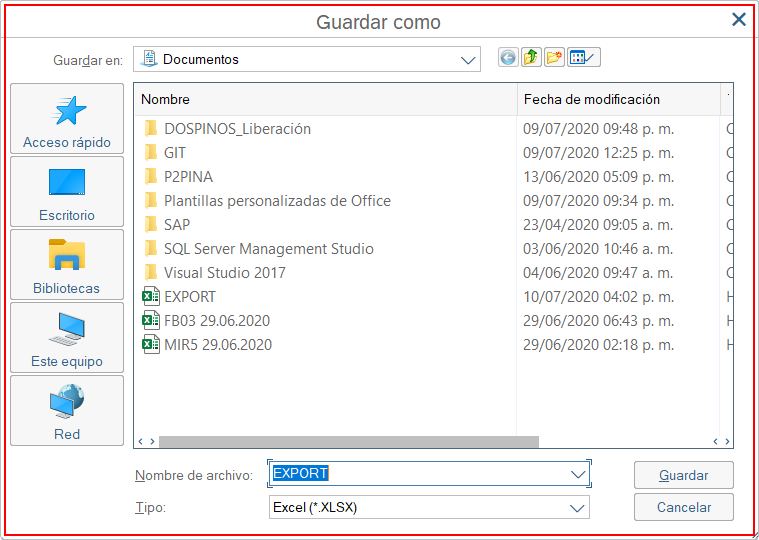 Guardar como
Guardar en: Documentos
Nombre Fecha de modificación
Acceso rápido
Escritorio
Bibliotecas
Este equipo
Red
DOSPINOS_Liberación 09/07/2020 09:48 p. m.
GIT 09/07/2020 12:25 p. m.
P2PINA 13/06/2020 05:09 p. m.
Plantillas personalizadas de Office 09/07/2020 09:34 p. m.
SAP 23/04/2020 09:05 a. m.
SQL Server Management Studio 03/06/2020 10:46 a. m.
Visual Studio 2017 04/06/2020 09:47 a. m.
EXPORT 10/07/2020 04:02 p. m.
FB03 29.06.2020 29/06/2020 06:43 p. m.
MIR5 29.06.2020 29/06/2020 02:18 p. m.
Nombre de archivo: EXPORT Guardar
Tipo: Excel (*.XLSX) Cancelar